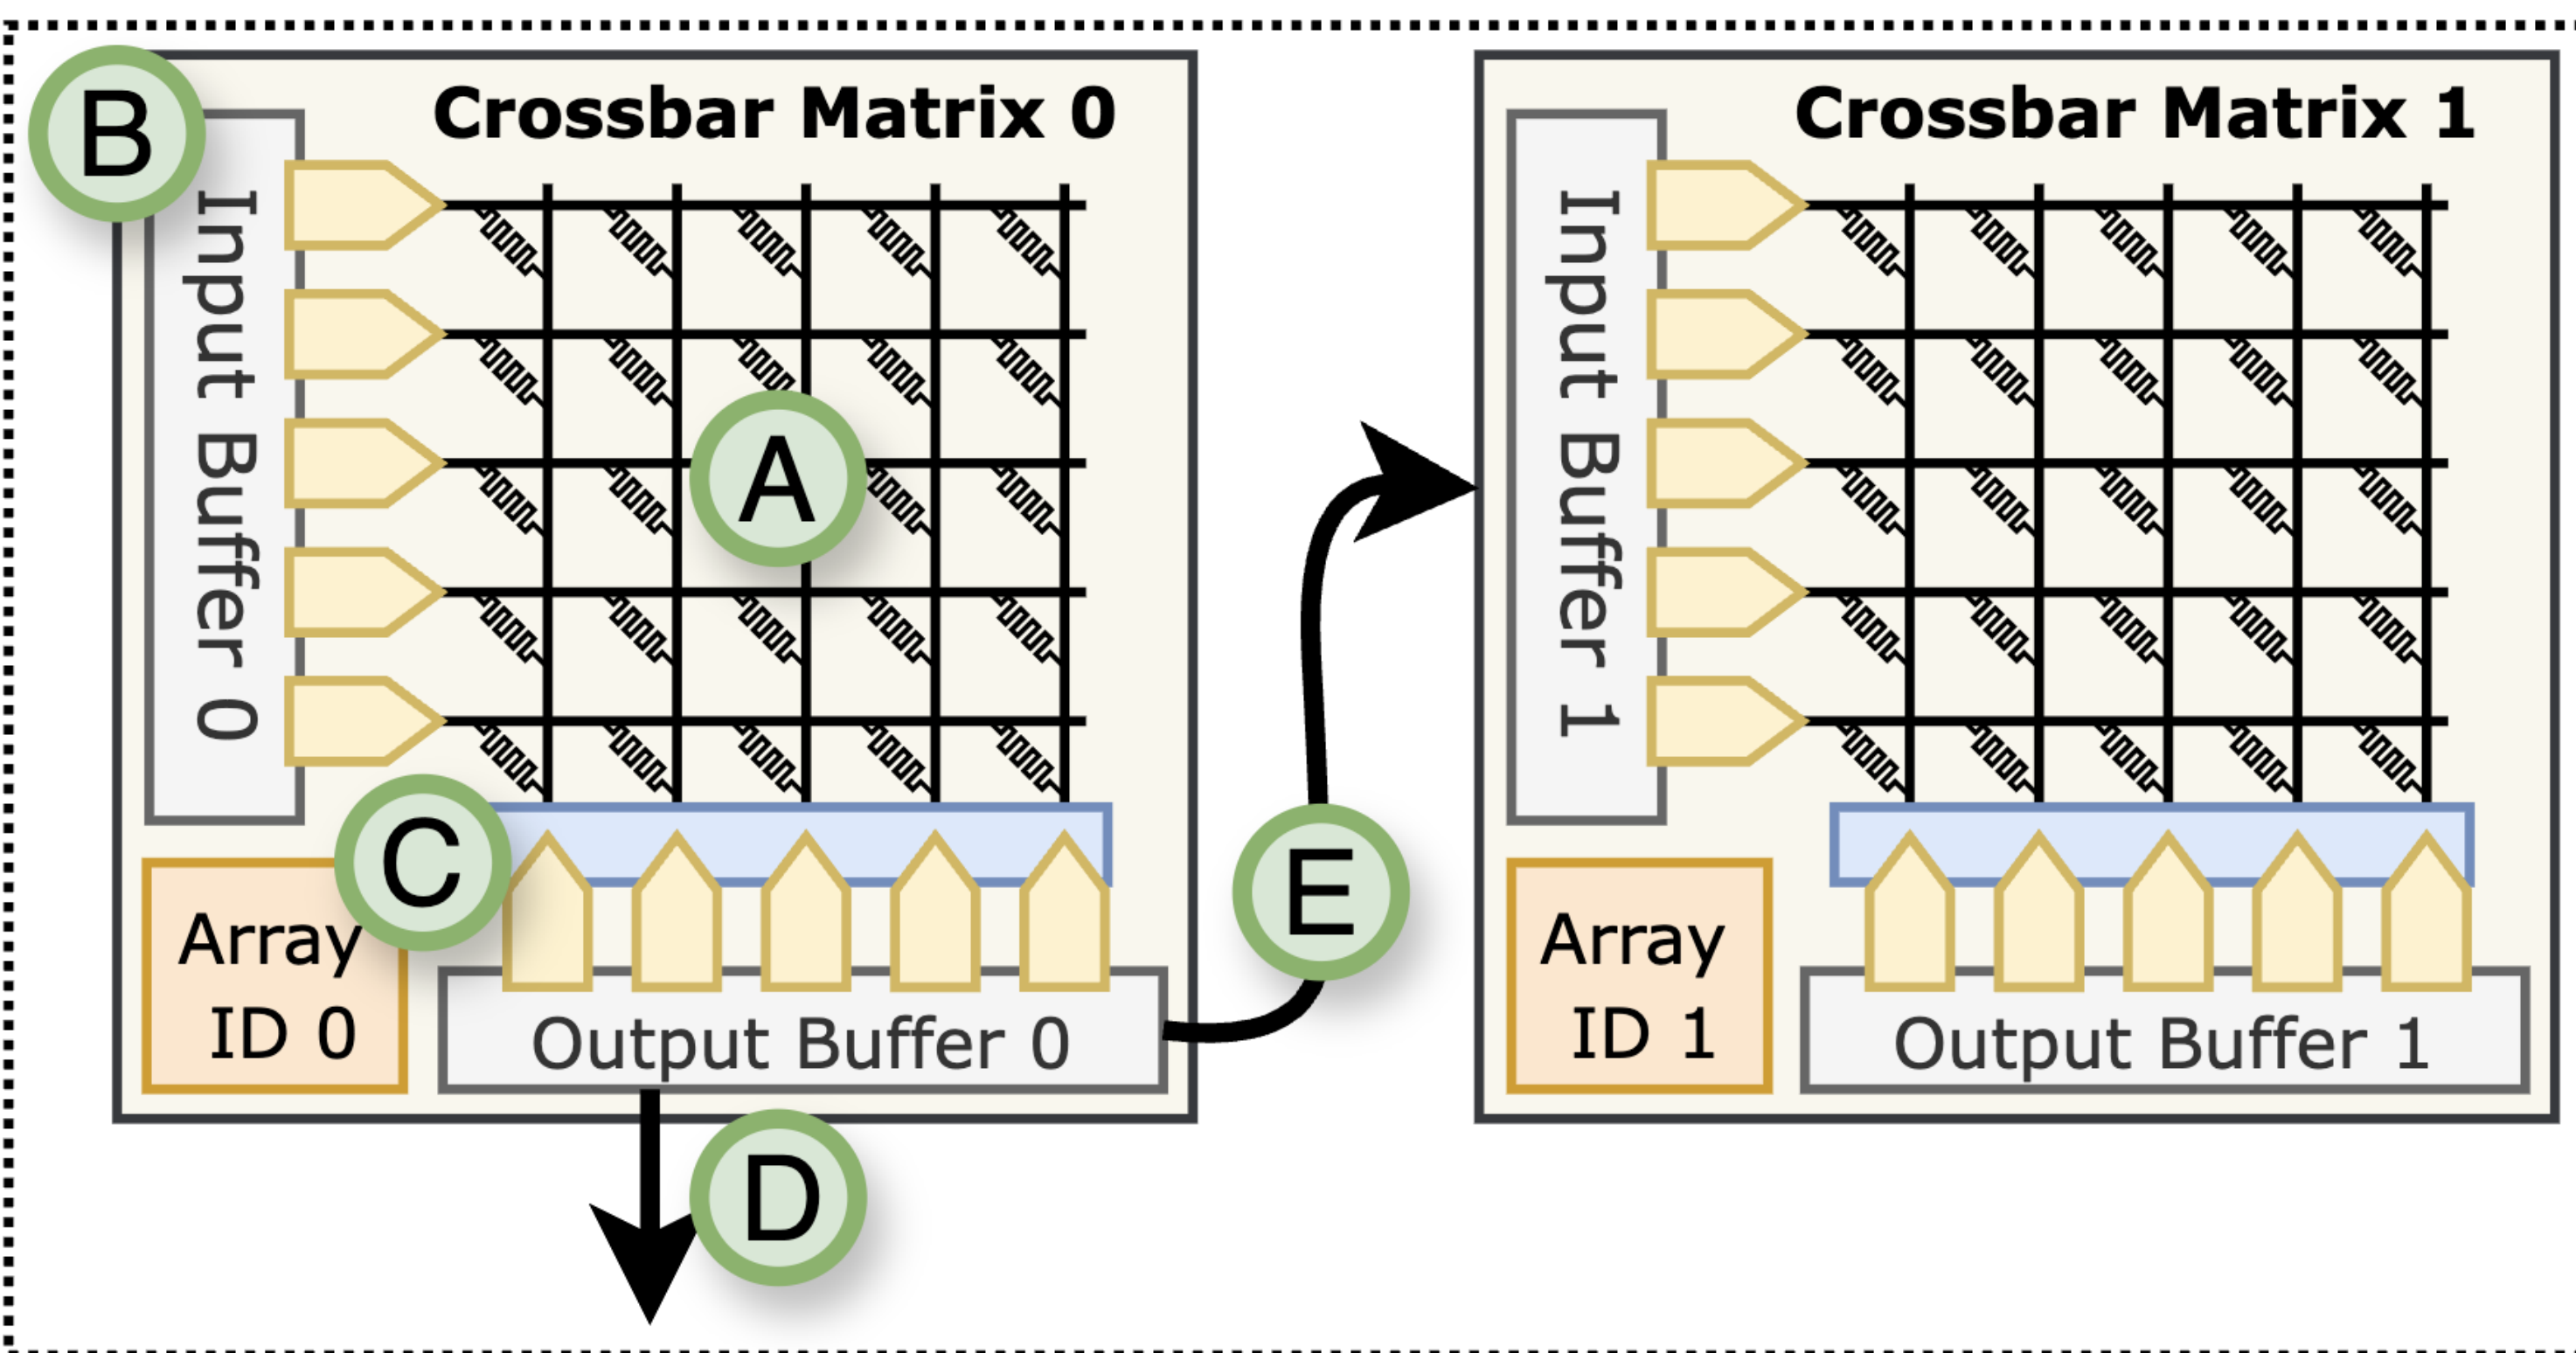 B
Crossbar Matrix 0
Input Buffer 0
A
C
Array
ID 0
Output Buffer 0
D
E
Crossbar Matrix 1
Input Buffer 1
Array
ID 1
Output Buffer 1